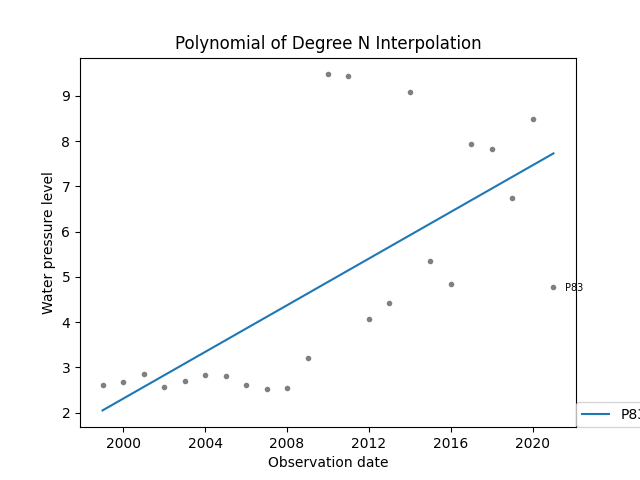 Polynomial of Degree N Interpolation
Water pressure level
9
8
7
6
5
4
3
2
P83
P83
2000 2004 2008 2012 2016 2020
Observation date